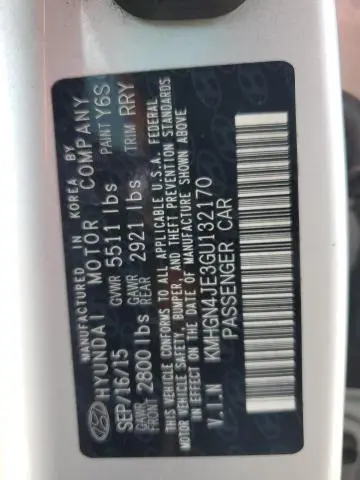 MANUFACTURED IN KOREA BY
HYUNDAI MOTOR COMPANY
SEP/16/15 GVWR 5511 lbs PAINT Y6S
GAWR FRONT 2800 lbs GAWR REAR 2921 lbs TRIM RRY
THIS VEHICLE CONFORMS TO ALL APPLICABLE U.S.A. FEDERAL
MOTOR VEHICLE SAFETY, BUMPER, AND THEFT PREVENTION STANDARDS
IN EFFECT ON THE DATE OF MANUFACTURE SHOWN ABOVE.
V.I.N KMHGN4JE3GU132170
PASSENGER CAR